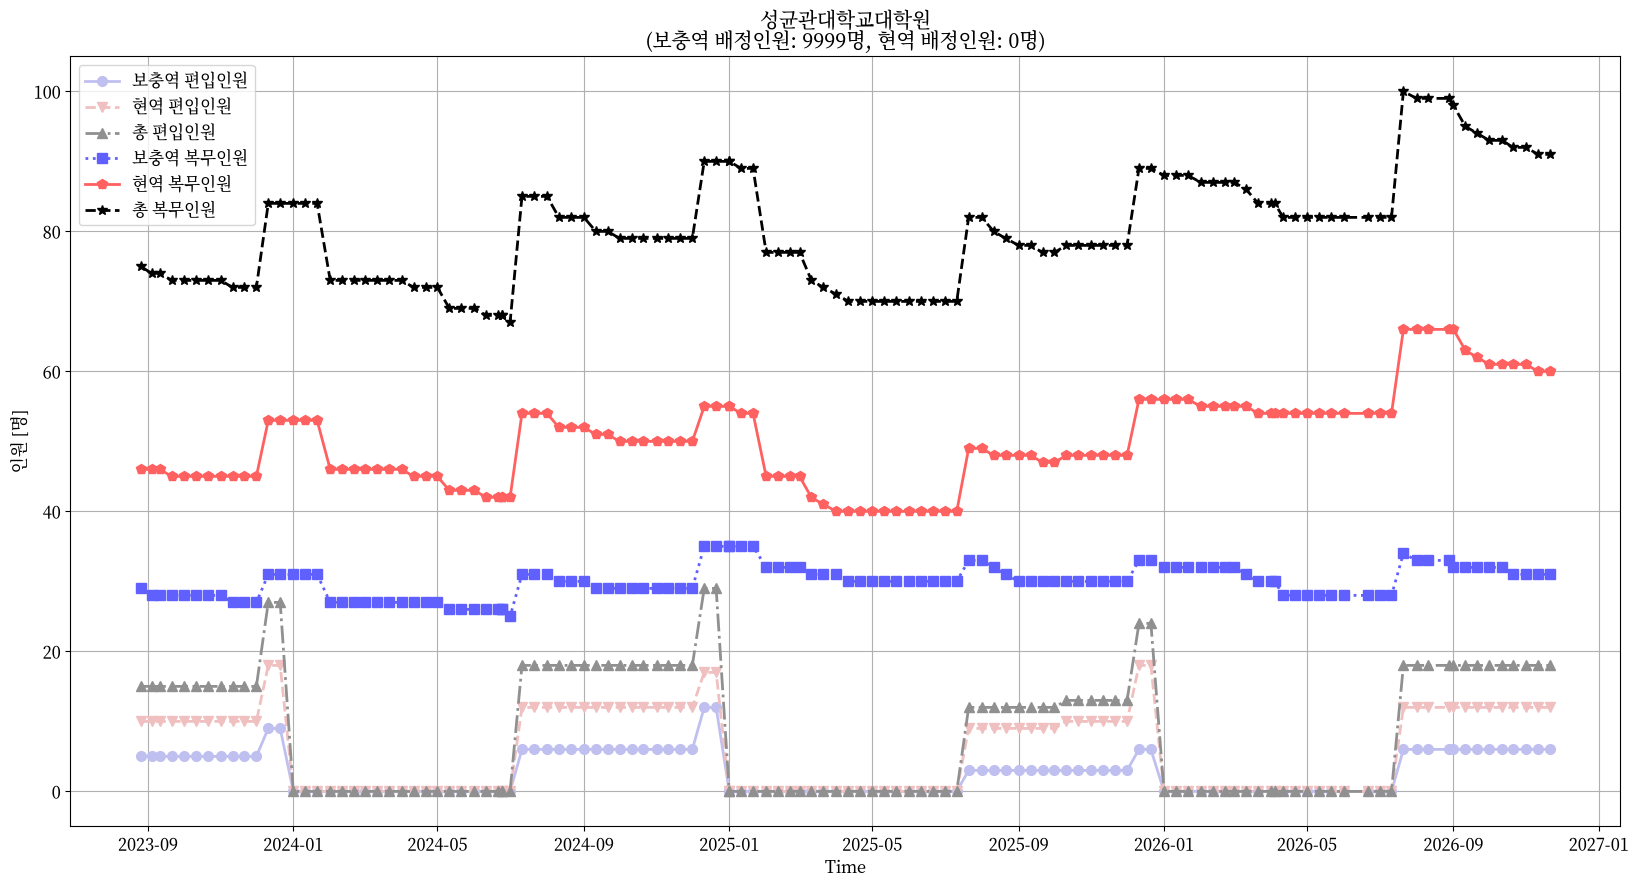 성균관대학교대학원
(보충역 배정인원: 9999명, 현역 배정인원: 0명)
보충역 편입인원
현역 편입인원
총 편입인원
보충역 복무인원
현역 복무인원
총 복무인원
100
80
60
40
20
0
인원 [명]
2023-09 2024-01 2024-05 2024-09 2025-01 2025-05 2025-09 2026-01 2026-05 2026-09 2027-01
Time